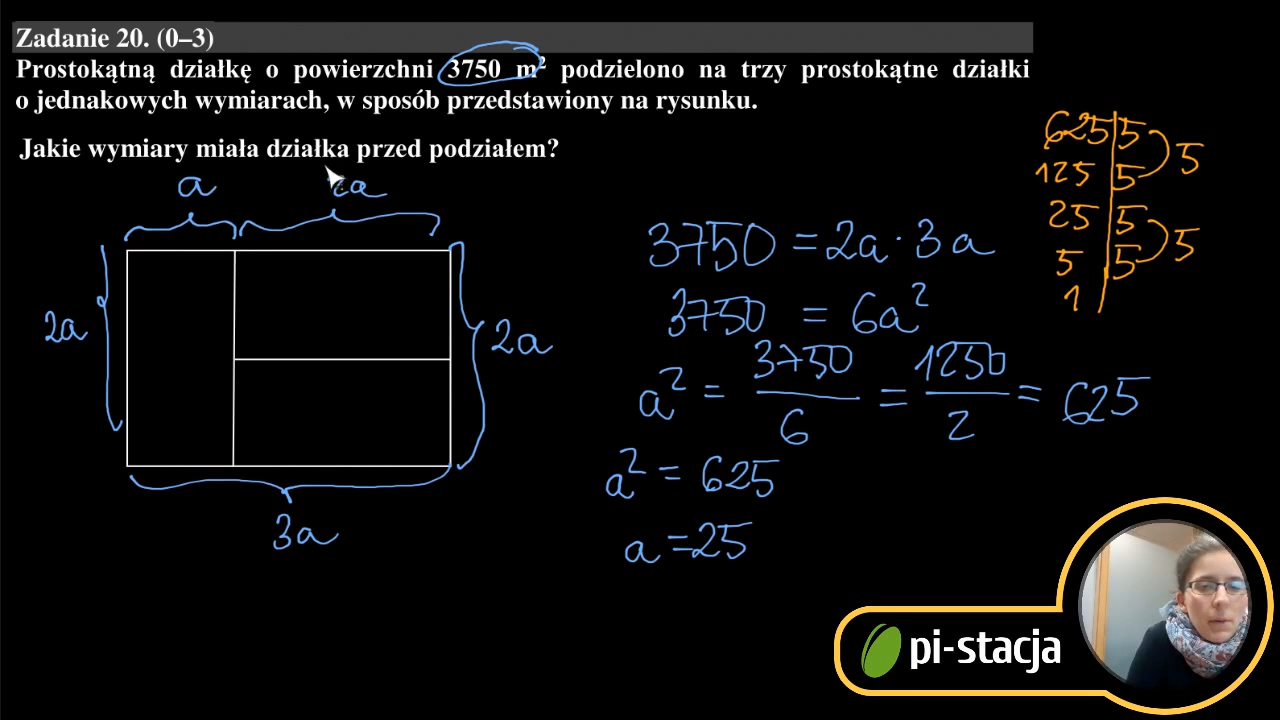 Zadanie 20. (0–3)
Prostokątną działkę o powierzchni 3750 m² podzielono na trzy prostokątne działki
o jednakowych wymiarach, w sposób przedstawiony na rysunku.
Jakie wymiary miała działka przed podziałem?
a 2a
2a
2a
3a
3750 = 2a · 3a
3750 = 6a²
a² = 3750/6 = 1250/2 = 625
a² = 625
a = 25
625 | 5
125 | 5
5
25 | 5
5 | 5
5
1
pi-stacja